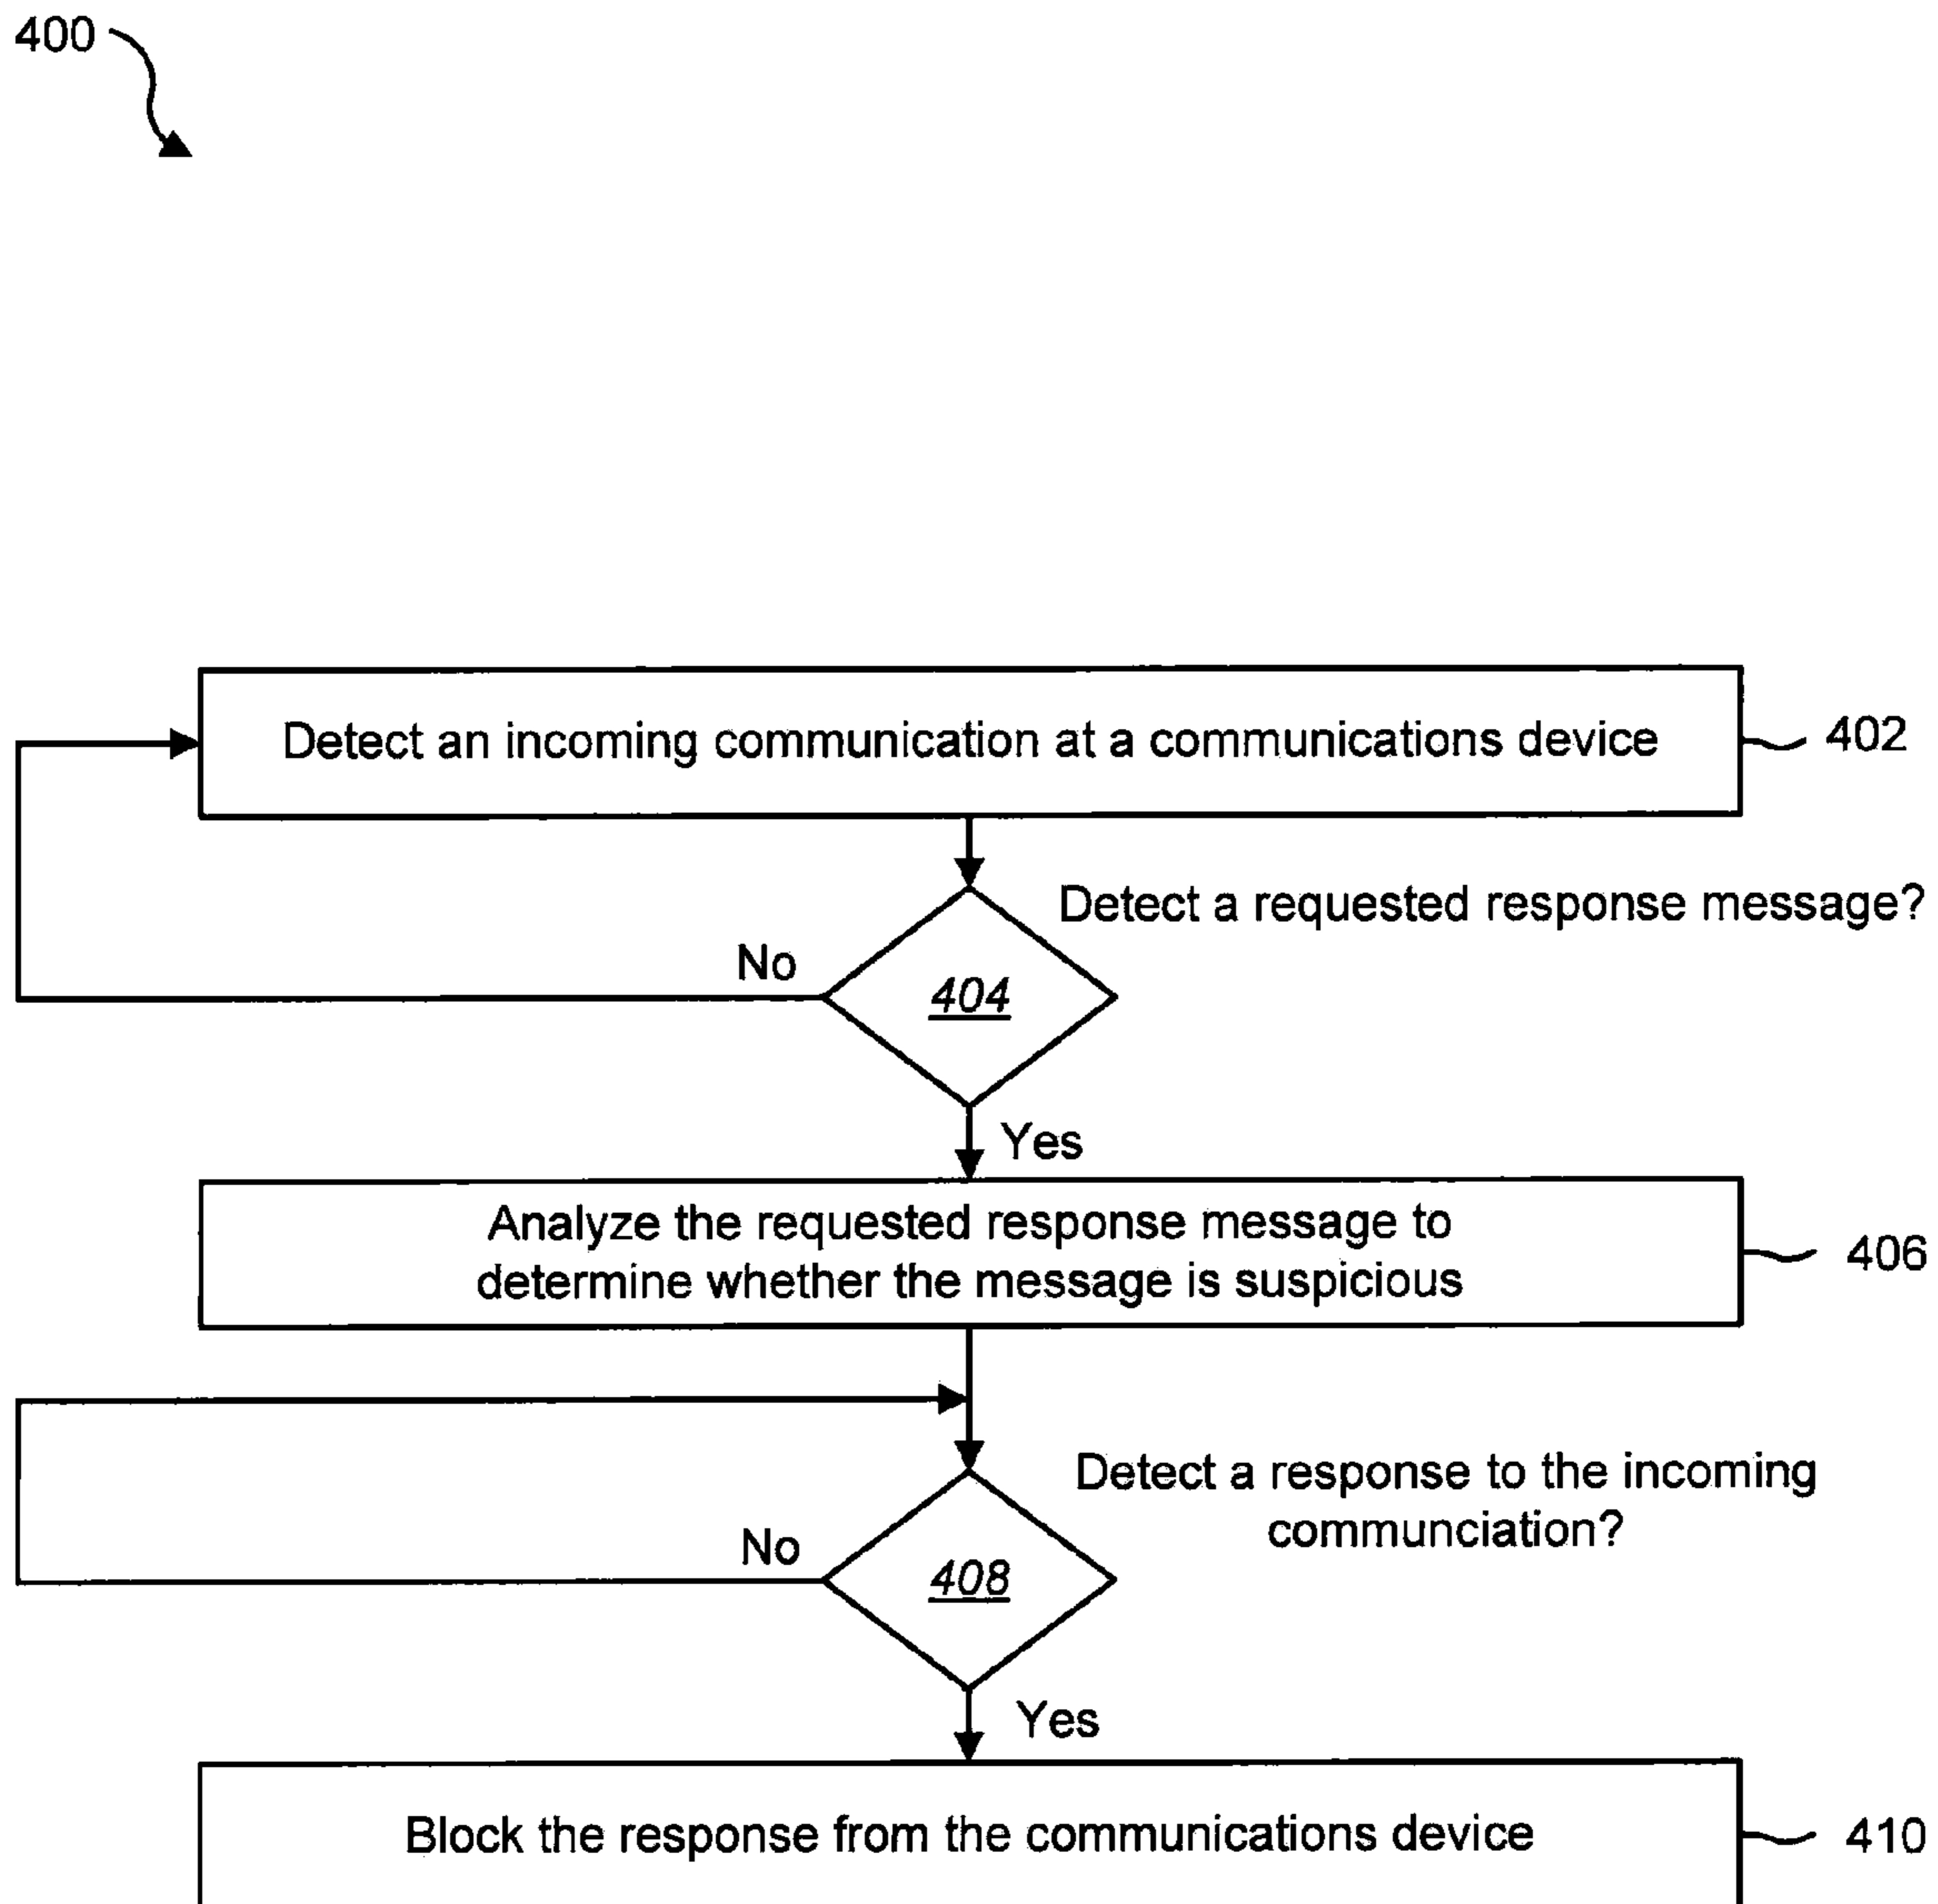 400
Detect an incoming communication at a communications device
402
Detect a requested response message?
No
404
Yes
Analyze the requested response message to
determine whether the message is suspicious
406
Detect a response to the incoming
communciation?
No
408
Yes
Block the response from the communications device
410